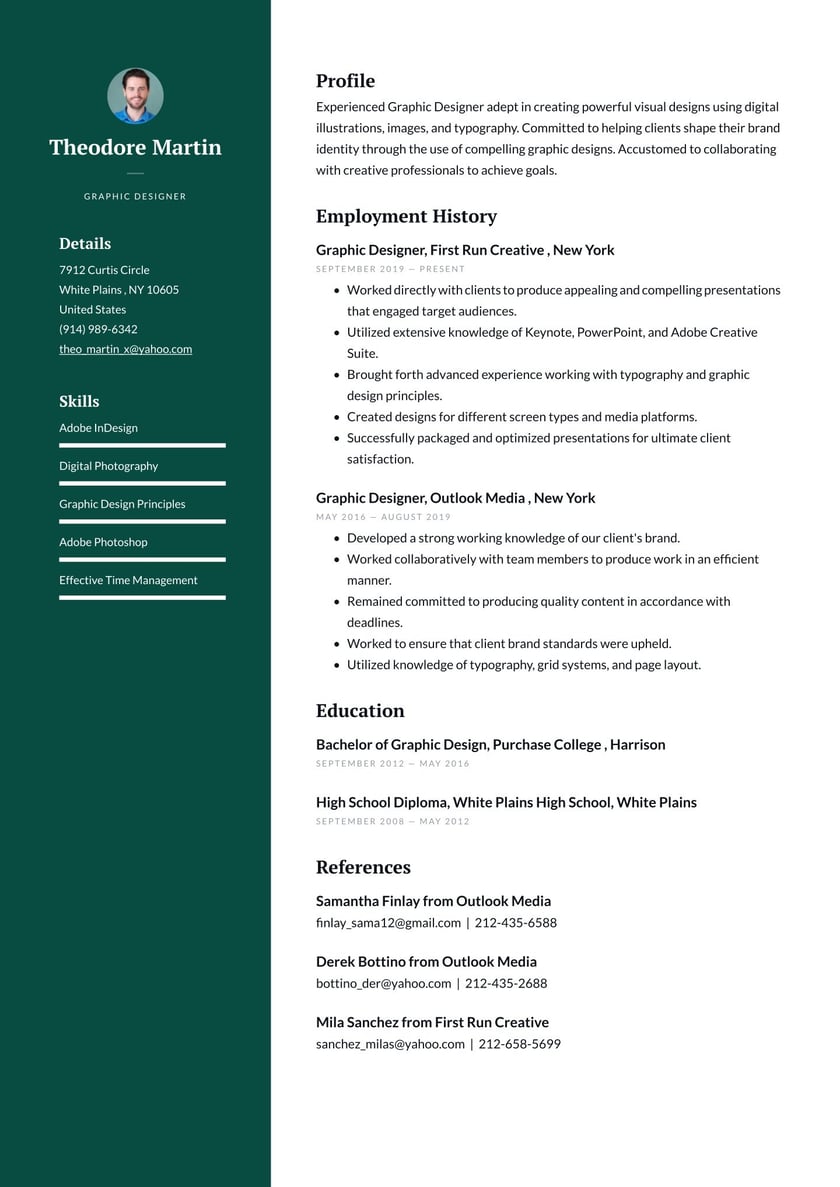 Theodore Martin
GRAPHIC DESIGNER
Details
7912 Curtis Circle
White Plains , NY 10605
United States
(914) 989-6342
theo_martin_x@yahoo.com
Skills
Adobe InDesign
Digital Photography
Graphic Design Principles
Adobe Photoshop
Effective Time Management
Profile
Experienced Graphic Designer adept in creating powerful visual designs using digital
illustrations, images, and typography. Committed to helping clients shape their brand
identity through the use of compelling graphic designs. Accustomed to collaborating
with creative professionals to achieve goals.
Employment History
Graphic Designer, First Run Creative , New York
SEPTEMBER 2019 — PRESENT
• Worked directly with clients to produce appealing and compelling presentations
that engaged target audiences.
• Utilized extensive knowledge of Keynote, PowerPoint, and Adobe Creative
Suite.
• Brought forth advanced experience working with typography and graphic
design principles.
• Created designs for different screen types and media platforms.
• Successfully packaged and optimized presentations for ultimate client
satisfaction.
Graphic Designer, Outlook Media , New York
MAY 2016 — AUGUST 2019
• Developed a strong working knowledge of our client's brand.
• Worked collaboratively with team members to produce work in an efficient
manner.
• Remained committed to producing quality content in accordance with
deadlines.
• Worked to ensure that client brand standards were upheld.
• Utilized knowledge of typography, grid systems, and page layout.
Education
Bachelor of Graphic Design, Purchase College , Harrison
SEPTEMBER 2012 — MAY 2016
High School Diploma, White Plains High School, White Plains
SEPTEMBER 2008 — MAY 2012
References
Samantha Finlay from Outlook Media
finlay_sama12@gmail.com | 212-435-6588
Derek Bottino from Outlook Media
bottino_der@yahoo.com | 212-435-2688
Mila Sanchez from First Run Creative
sanchez_milas@yahoo.com | 212-658-5699